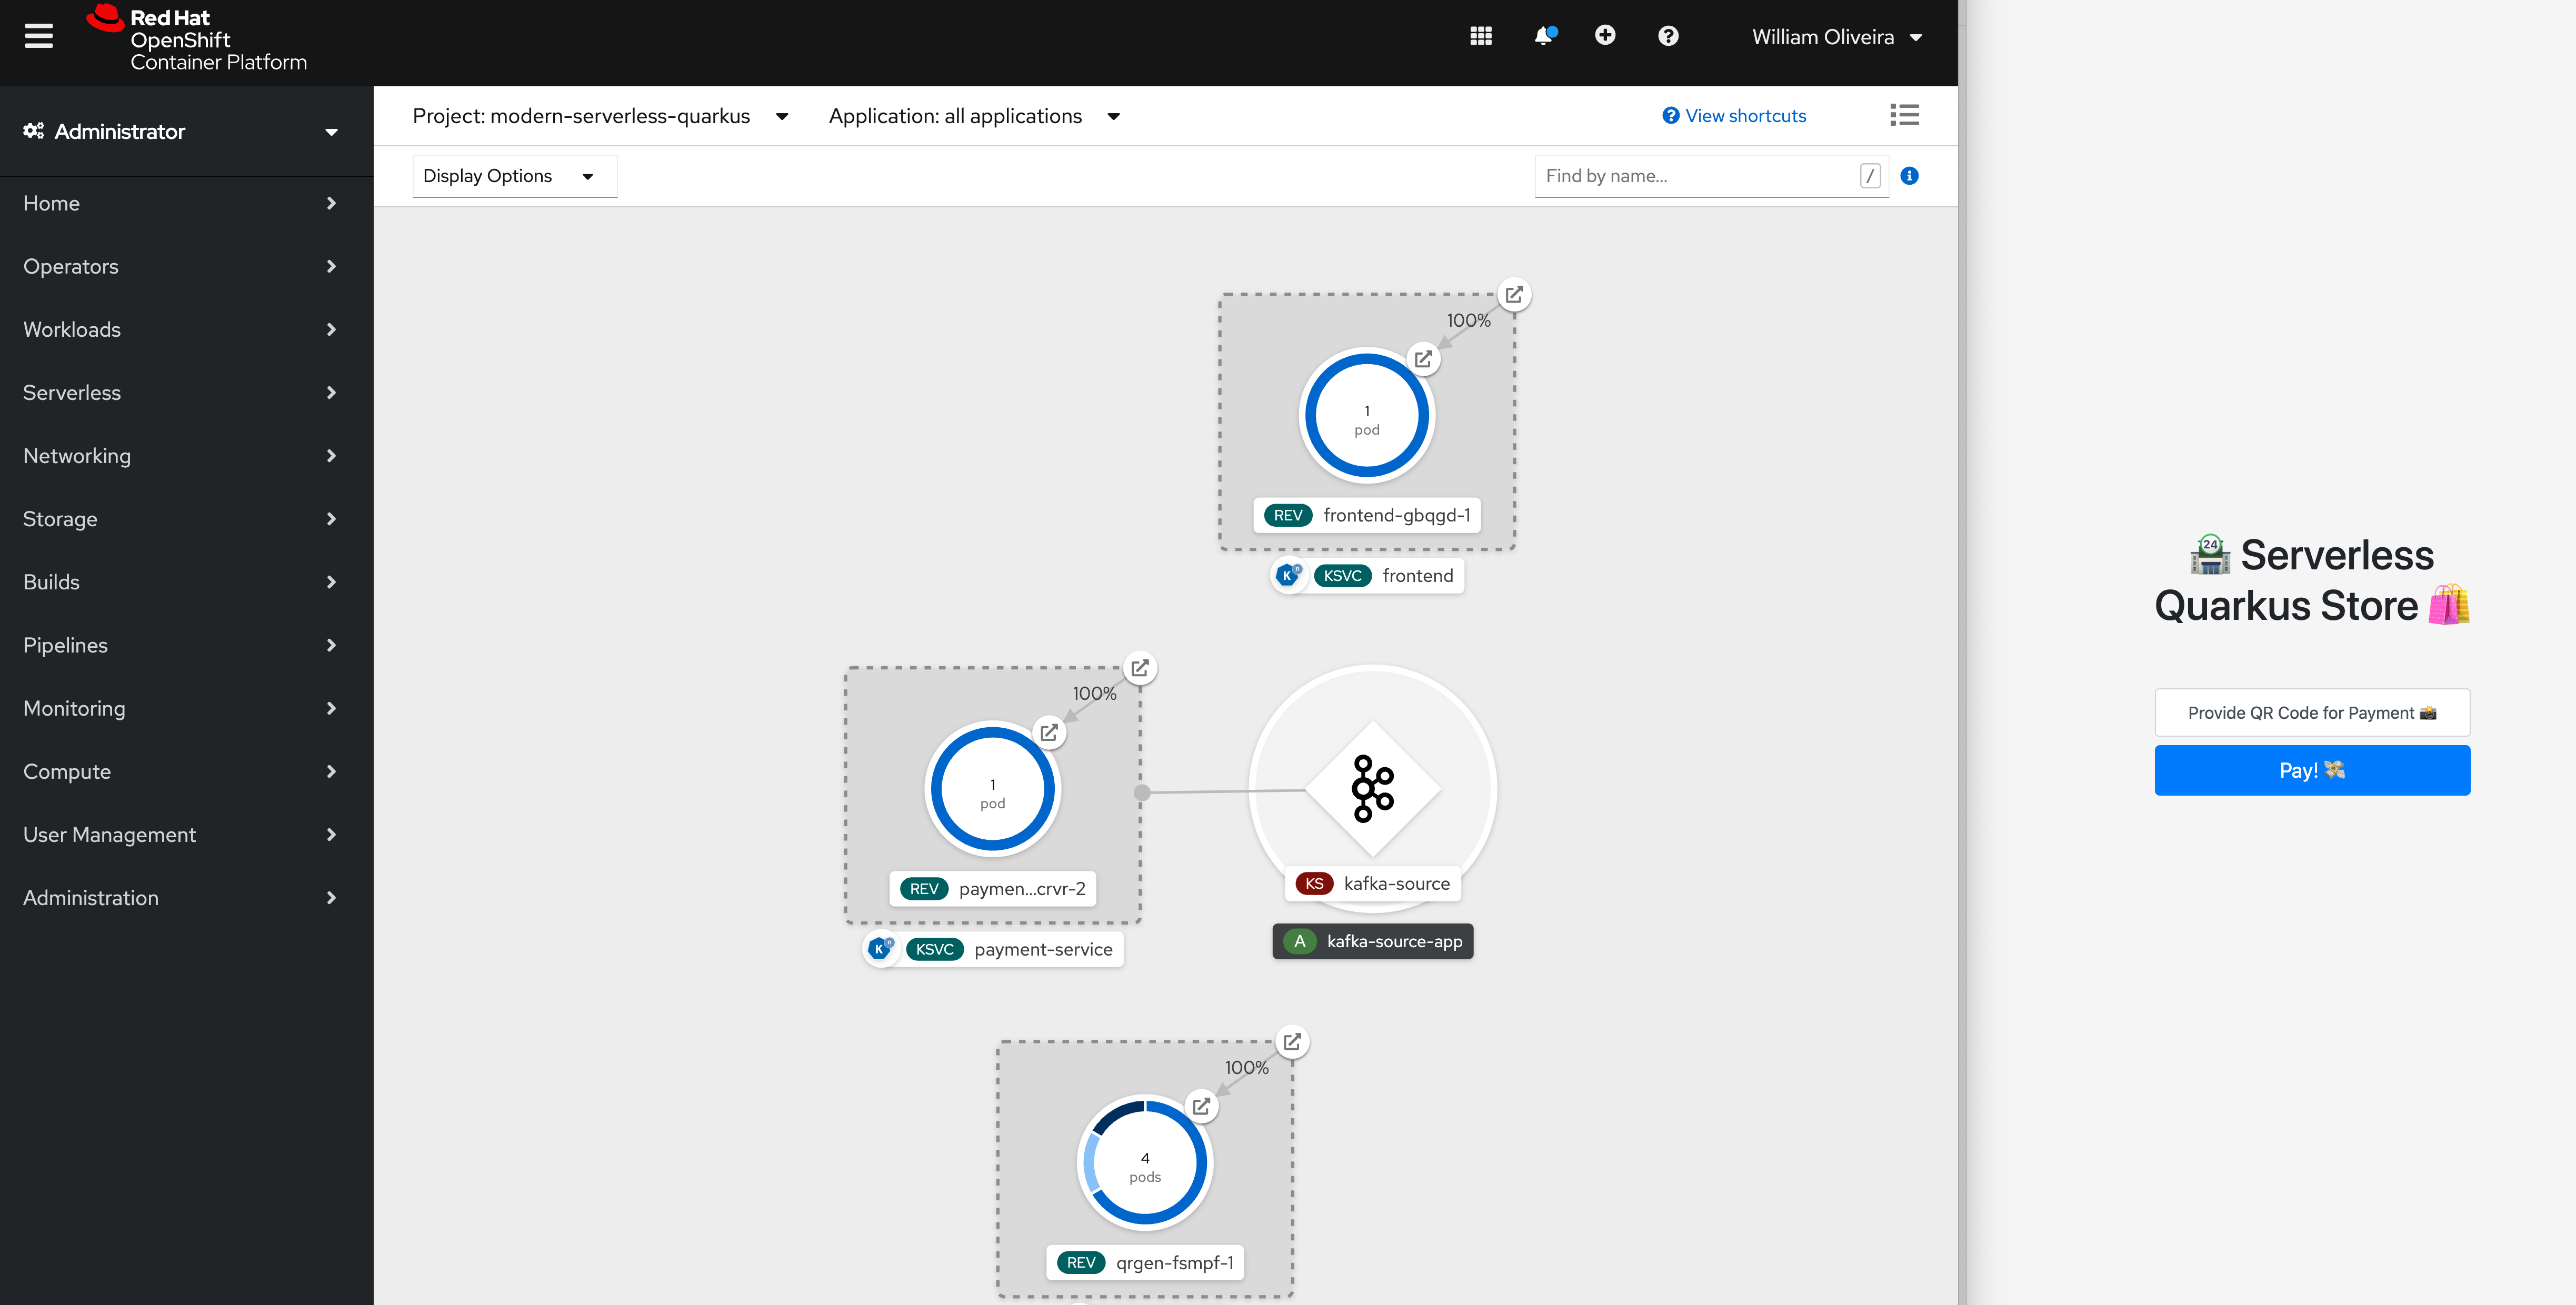 Red Hat
OpenShift
Container Platform
William Oliveira
Administrator
Home
Operators
Workloads
Serverless
Networking
Storage
Builds
Pipelines
Monitoring
Compute
User Management
Administration
Project: modern-serverless-quarkus
Application: all applications
View shortcuts
Display Options
Find by name...
/
100%
1
pod
REV frontend-gbqgd-1
K n KSVC frontend
100%
1
pod
REV paymen...crvr-2
K n KSVC payment-service
KS kafka-source
A kafka-source-app
100%
4
pods
REV qrgen-fsmpf-1
24 Serverless
Quarkus Store
Provide QR Code for Payment
Pay!